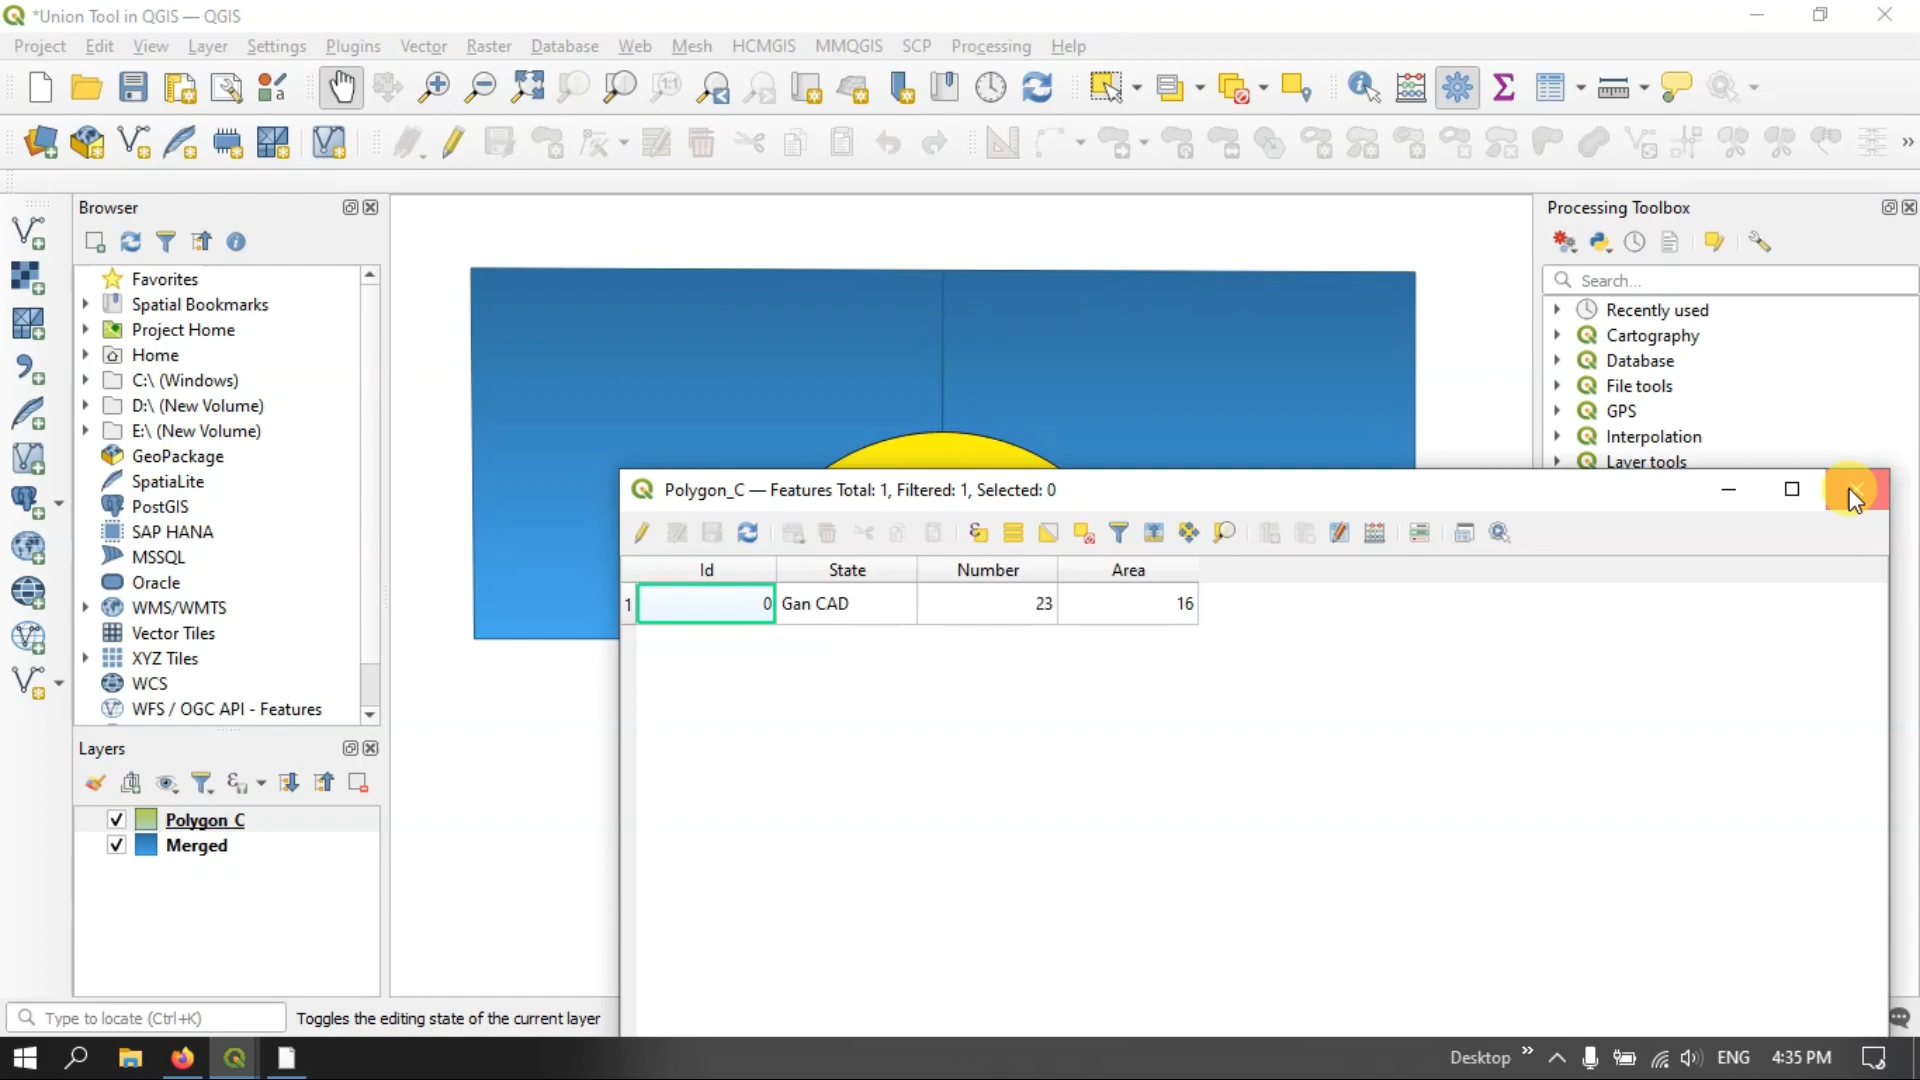 *Union Tool in QGIS — QGIS
Project Edit View Layer Settings Plugins Vector Raster Database Web Mesh HCMGIS MMQGIS SCP Processing Help
Browser
Favorites
Spatial Bookmarks
Project Home
Home
C:\ (Windows)
D:\ (New Volume)
E:\ (New Volume)
GeoPackage
SpatiaLite
PostGIS
SAP HANA
MSSQL
Oracle
WMS/WMTS
Vector Tiles
XYZ Tiles
WCS
WFS / OGC API - Features
Layers
Polygon_C
Merged
Processing Toolbox
Search...
Recently used
Cartography
Database
File tools
GPS
Interpolation
Layer tools
Polygon_C — Features Total: 1, Filtered: 1, Selected: 0
Id State Number Area
1 0 Gan CAD 23 16
Type to locate (Ctrl+K) Toggles the editing state of the current layer
Desktop » ENG 4:35 PM